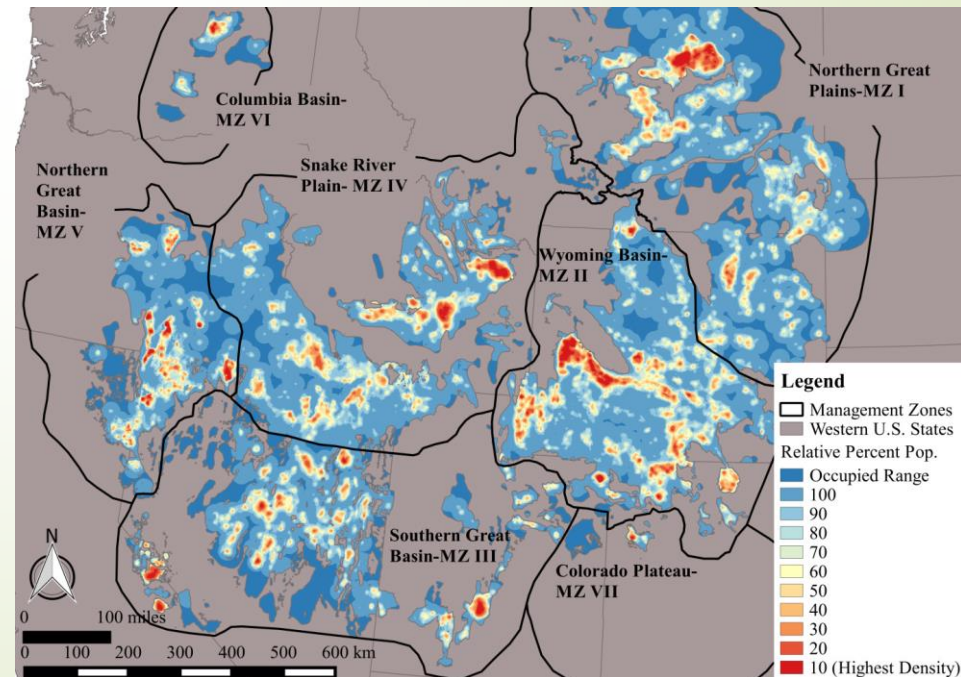 Columbia Basin-
MZ VI
Northern Great
Plains-MZ I
Northern
Great
Basin-
MZ V
Snake River
Plain- MZ IV
Wyoming Basin-
MZ II
Southern Great
Basin-MZ III
Colorado Plateau-
MZ VII
N
0 100 miles
0 200 400 600 km
Legend
Management Zones
Western U.S. States
Relative Percent Pop.
Occupied Range
100
90
80
70
60
50
40
30
20
10 (Highest Density)